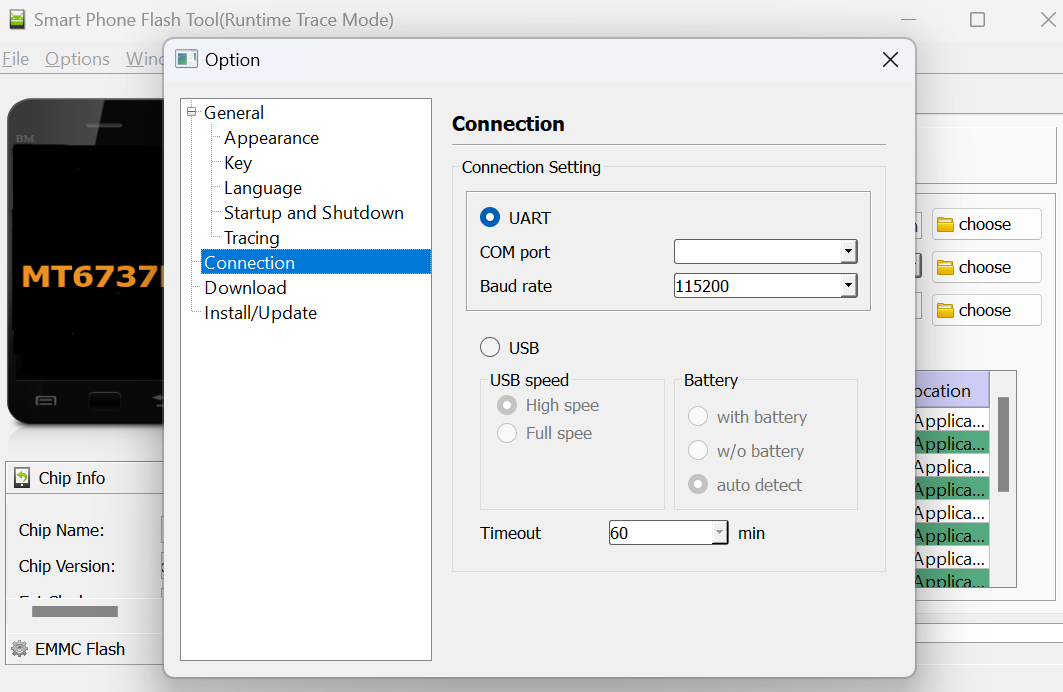 Smart Phone Flash Tool(Runtime Trace Mode)
File Options Wind
Option
BM
MT6737
General
Appearance
Key
Language
Startup and Shutdown
Tracing
Connection
Download
Install/Update
Connection
Connection Setting
UART
COM port
Baud rate 115200
USB
USB speed
High spee
Full spee
Battery
with battery
w/o battery
auto detect
Timeout 60 min
choose
choose
choose
ocation
Applica...
Applica...
Applica...
Applica...
Applica...
Applica...
Applica...
Applica...
Chip Info
Chip Name:
Chip Version:
EMMC Flash